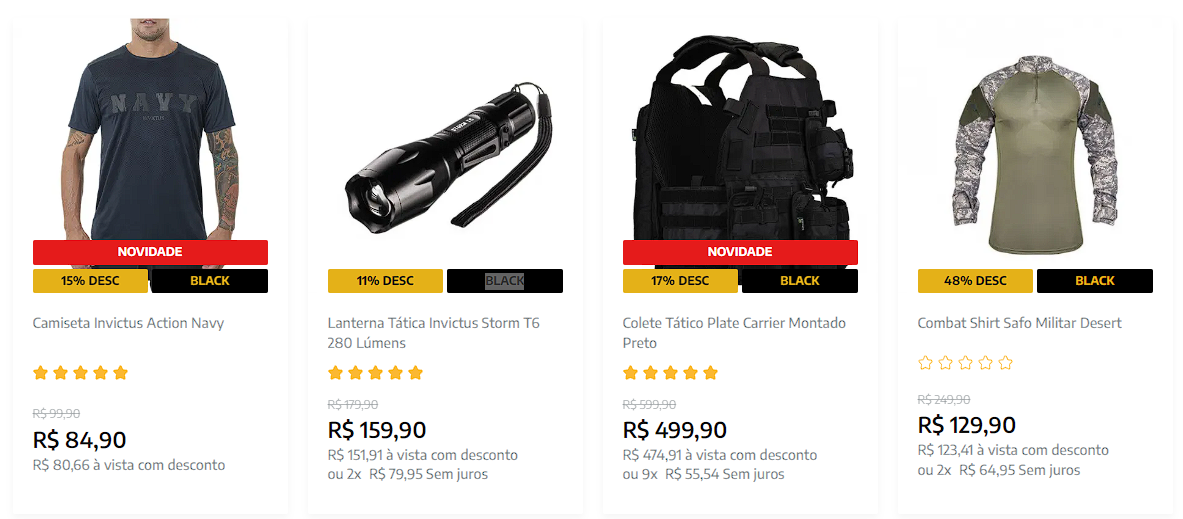 NAVY
INVICTUS
NOVIDADE
15% DESC
BLACK
Camiseta Invictus Action Navy
R$ 99,90
R$ 84,90
R$ 80,66 à vista com desconto
11% DESC
BLACK
Lanterna Tática Invictus Storm T6
280 Lúmens
R$ 179,90
R$ 159,90
R$ 151,91 à vista com desconto
ou 2x R$ 79,95 Sem juros
NOVIDADE
17% DESC
BLACK
Colete Tático Plate Carrier Montado
Preto
R$ 599,90
R$ 499,90
R$ 474,91 à vista com desconto
ou 9x R$ 55,54 Sem juros
48% DESC
BLACK
Combat Shirt Safo Militar Desert
R$ 249,90
R$ 129,90
R$ 123,41 à vista com desconto
ou 2x R$ 64,95 Sem juros